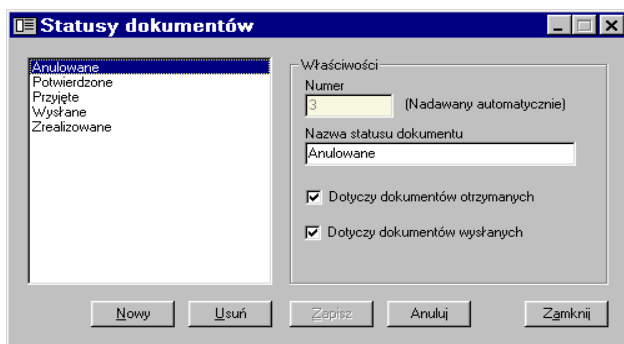 Statusy dokumentów
Anulowane
Potwierdzone
Przyjęte
Wysłane
Zrealizowane
Właściwości
Numer
3 (Nadawany automatycznie)
Nazwa statusu dokumentu
Anulowane
Dotyczy dokumentów otrzymanych
Dotyczy dokumentów wysłanych
Nowy Usuń Zapisz Anuluj Zamknij